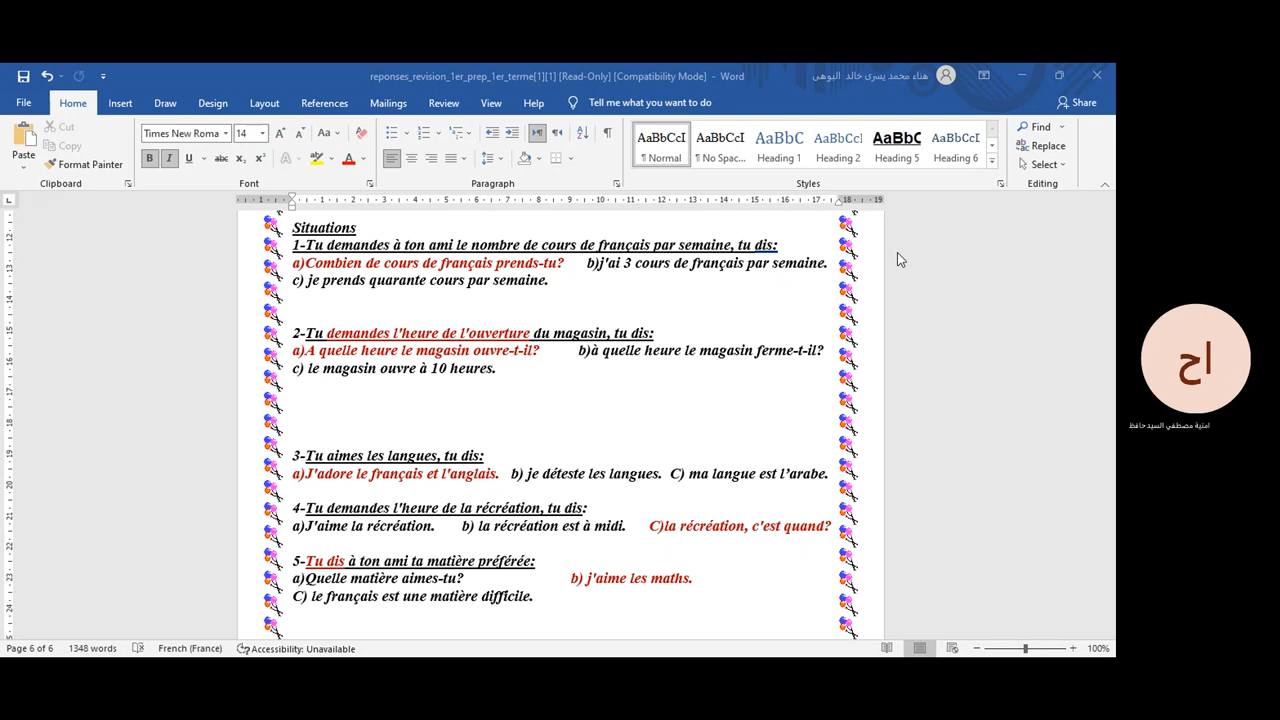 reponses_revision_1er_prep_1er_terme[1][1] [Read-Only] [Compatibility Mode] - Word
هناء محمد يسرى خالد البوهى
File Home Insert Draw Design Layout References Mailings Review View Help Tell me what you want to do Share
Paste
Cut
Copy
Format Painter
Clipboard
Times New Roma 14
Font
Paragraph
AaBbCcI AaBbCcI AaBbC AaBbCcI AaBbC AaBbCcI
¶ Normal ¶ No Spac... Heading 1 Heading 2 Heading 5 Heading 6
Styles
Find
Replace
Select
Editing
Situations
1-Tu demandes à ton ami le nombre de cours de français par semaine, tu dis:
a)Combien de cours de français prends-tu? b)j'ai 3 cours de français par semaine.
c) je prends quarante cours par semaine.
2-Tu demandes l'heure de l'ouverture du magasin, tu dis:
a)A quelle heure le magasin ouvre-t-il? b)à quelle heure le magasin ferme-t-il?
c) le magasin ouvre à 10 heures.
3-Tu aimes les langues, tu dis:
a)J'adore le français et l'anglais. b) je déteste les langues. C) ma langue est l’arabe.
4-Tu demandes l'heure de la récréation, tu dis:
a)J'aime la récréation. b) la récréation est à midi. C)la récréation, c'est quand?
5-Tu dis à ton ami ta matière préférée:
a)Quelle matière aimes-tu? b) j'aime les maths.
C) le français est une matière difficile.
Page 6 of 6 1348 words French (France) Accessibility: Unavailable 100%
اح
امنية مصطفي السيد حافظ